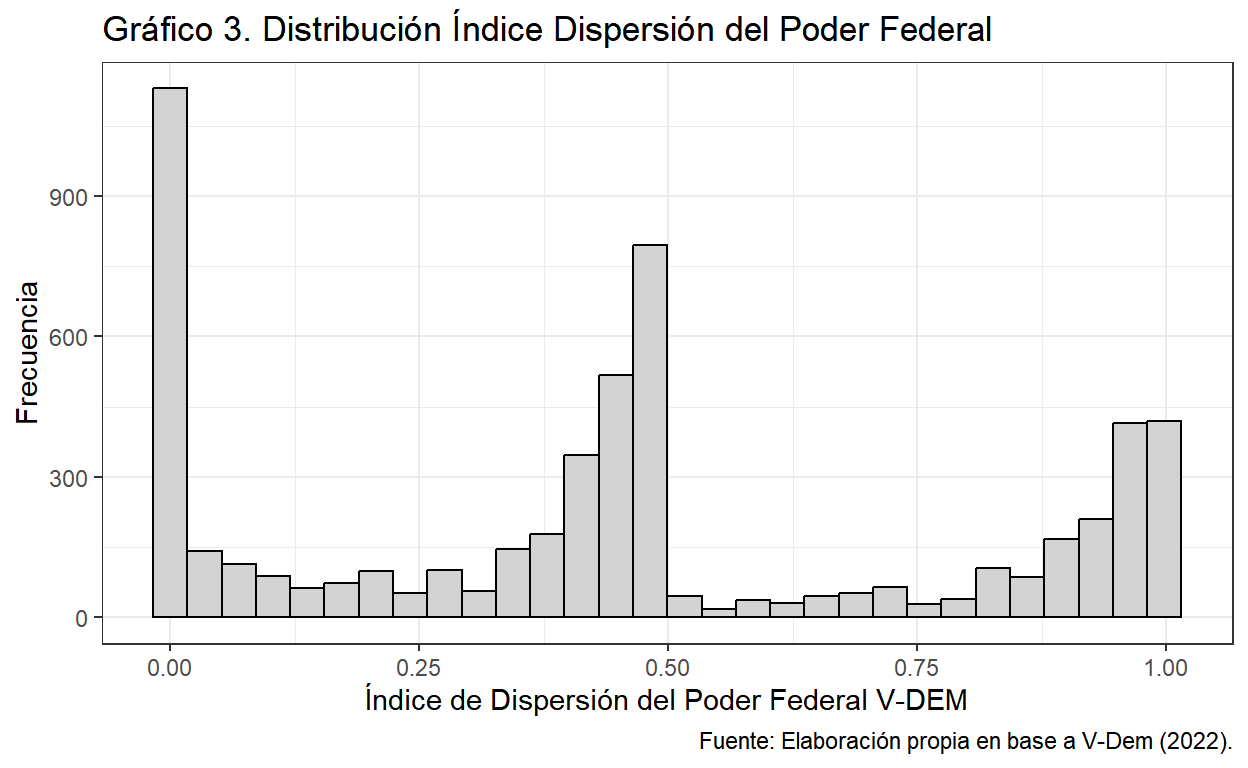 Gráfico 3. Distribución Índice Dispersión del Poder Federal
Frecuencia
900
600
300
0
0.00 0.25 0.50 0.75 1.00
Índice de Dispersión del Poder Federal V-DEM
Fuente: Elaboración propia en base a V-Dem (2022).